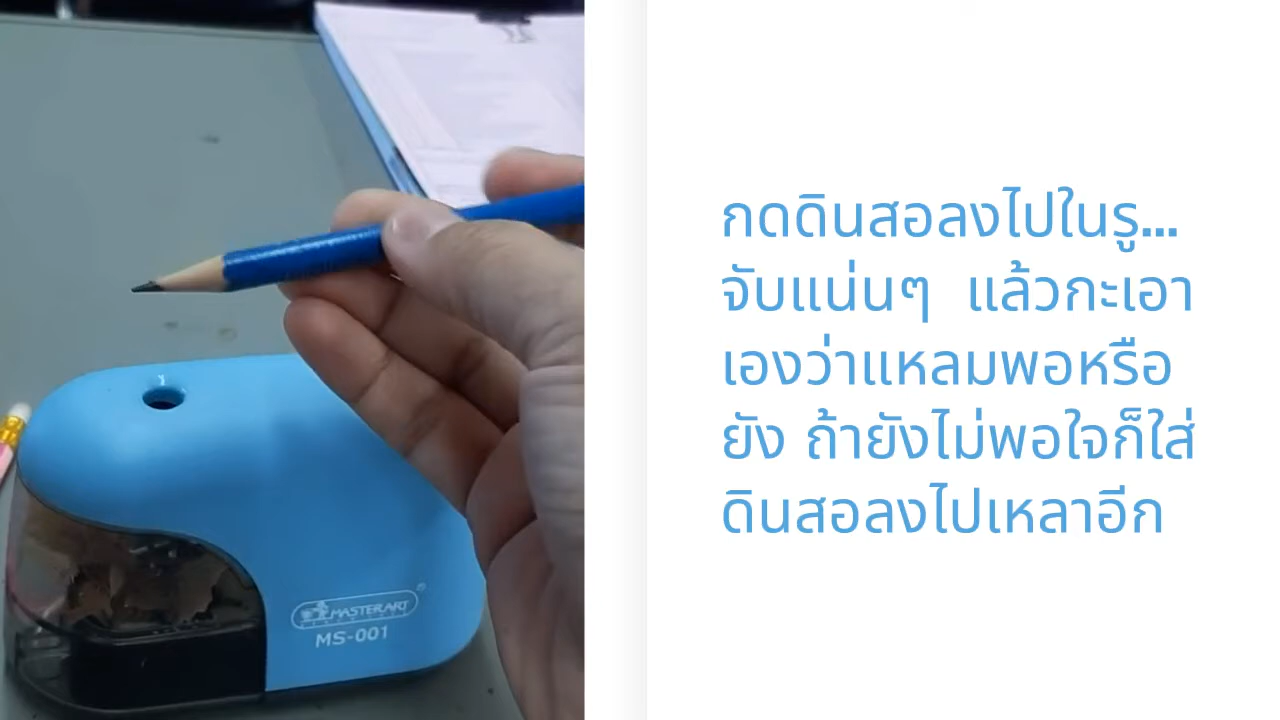 กดดินสอลงไปในรู...
จับแน่นๆ แล้วกะเอา
เองว่าแหลมพอหรือ
ยัง ถ้ายังไม่พอใจก็ใส่
ดินสอลงไปเหลาอีก
MASTERART
MS-001